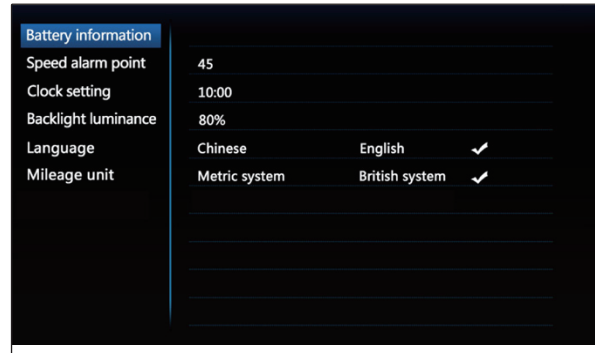 Battery information
Speed alarm point 45
Clock setting 10:00
Backlight luminance 80%
Language Chinese English ✔
Mileage unit Metric system British system ✔